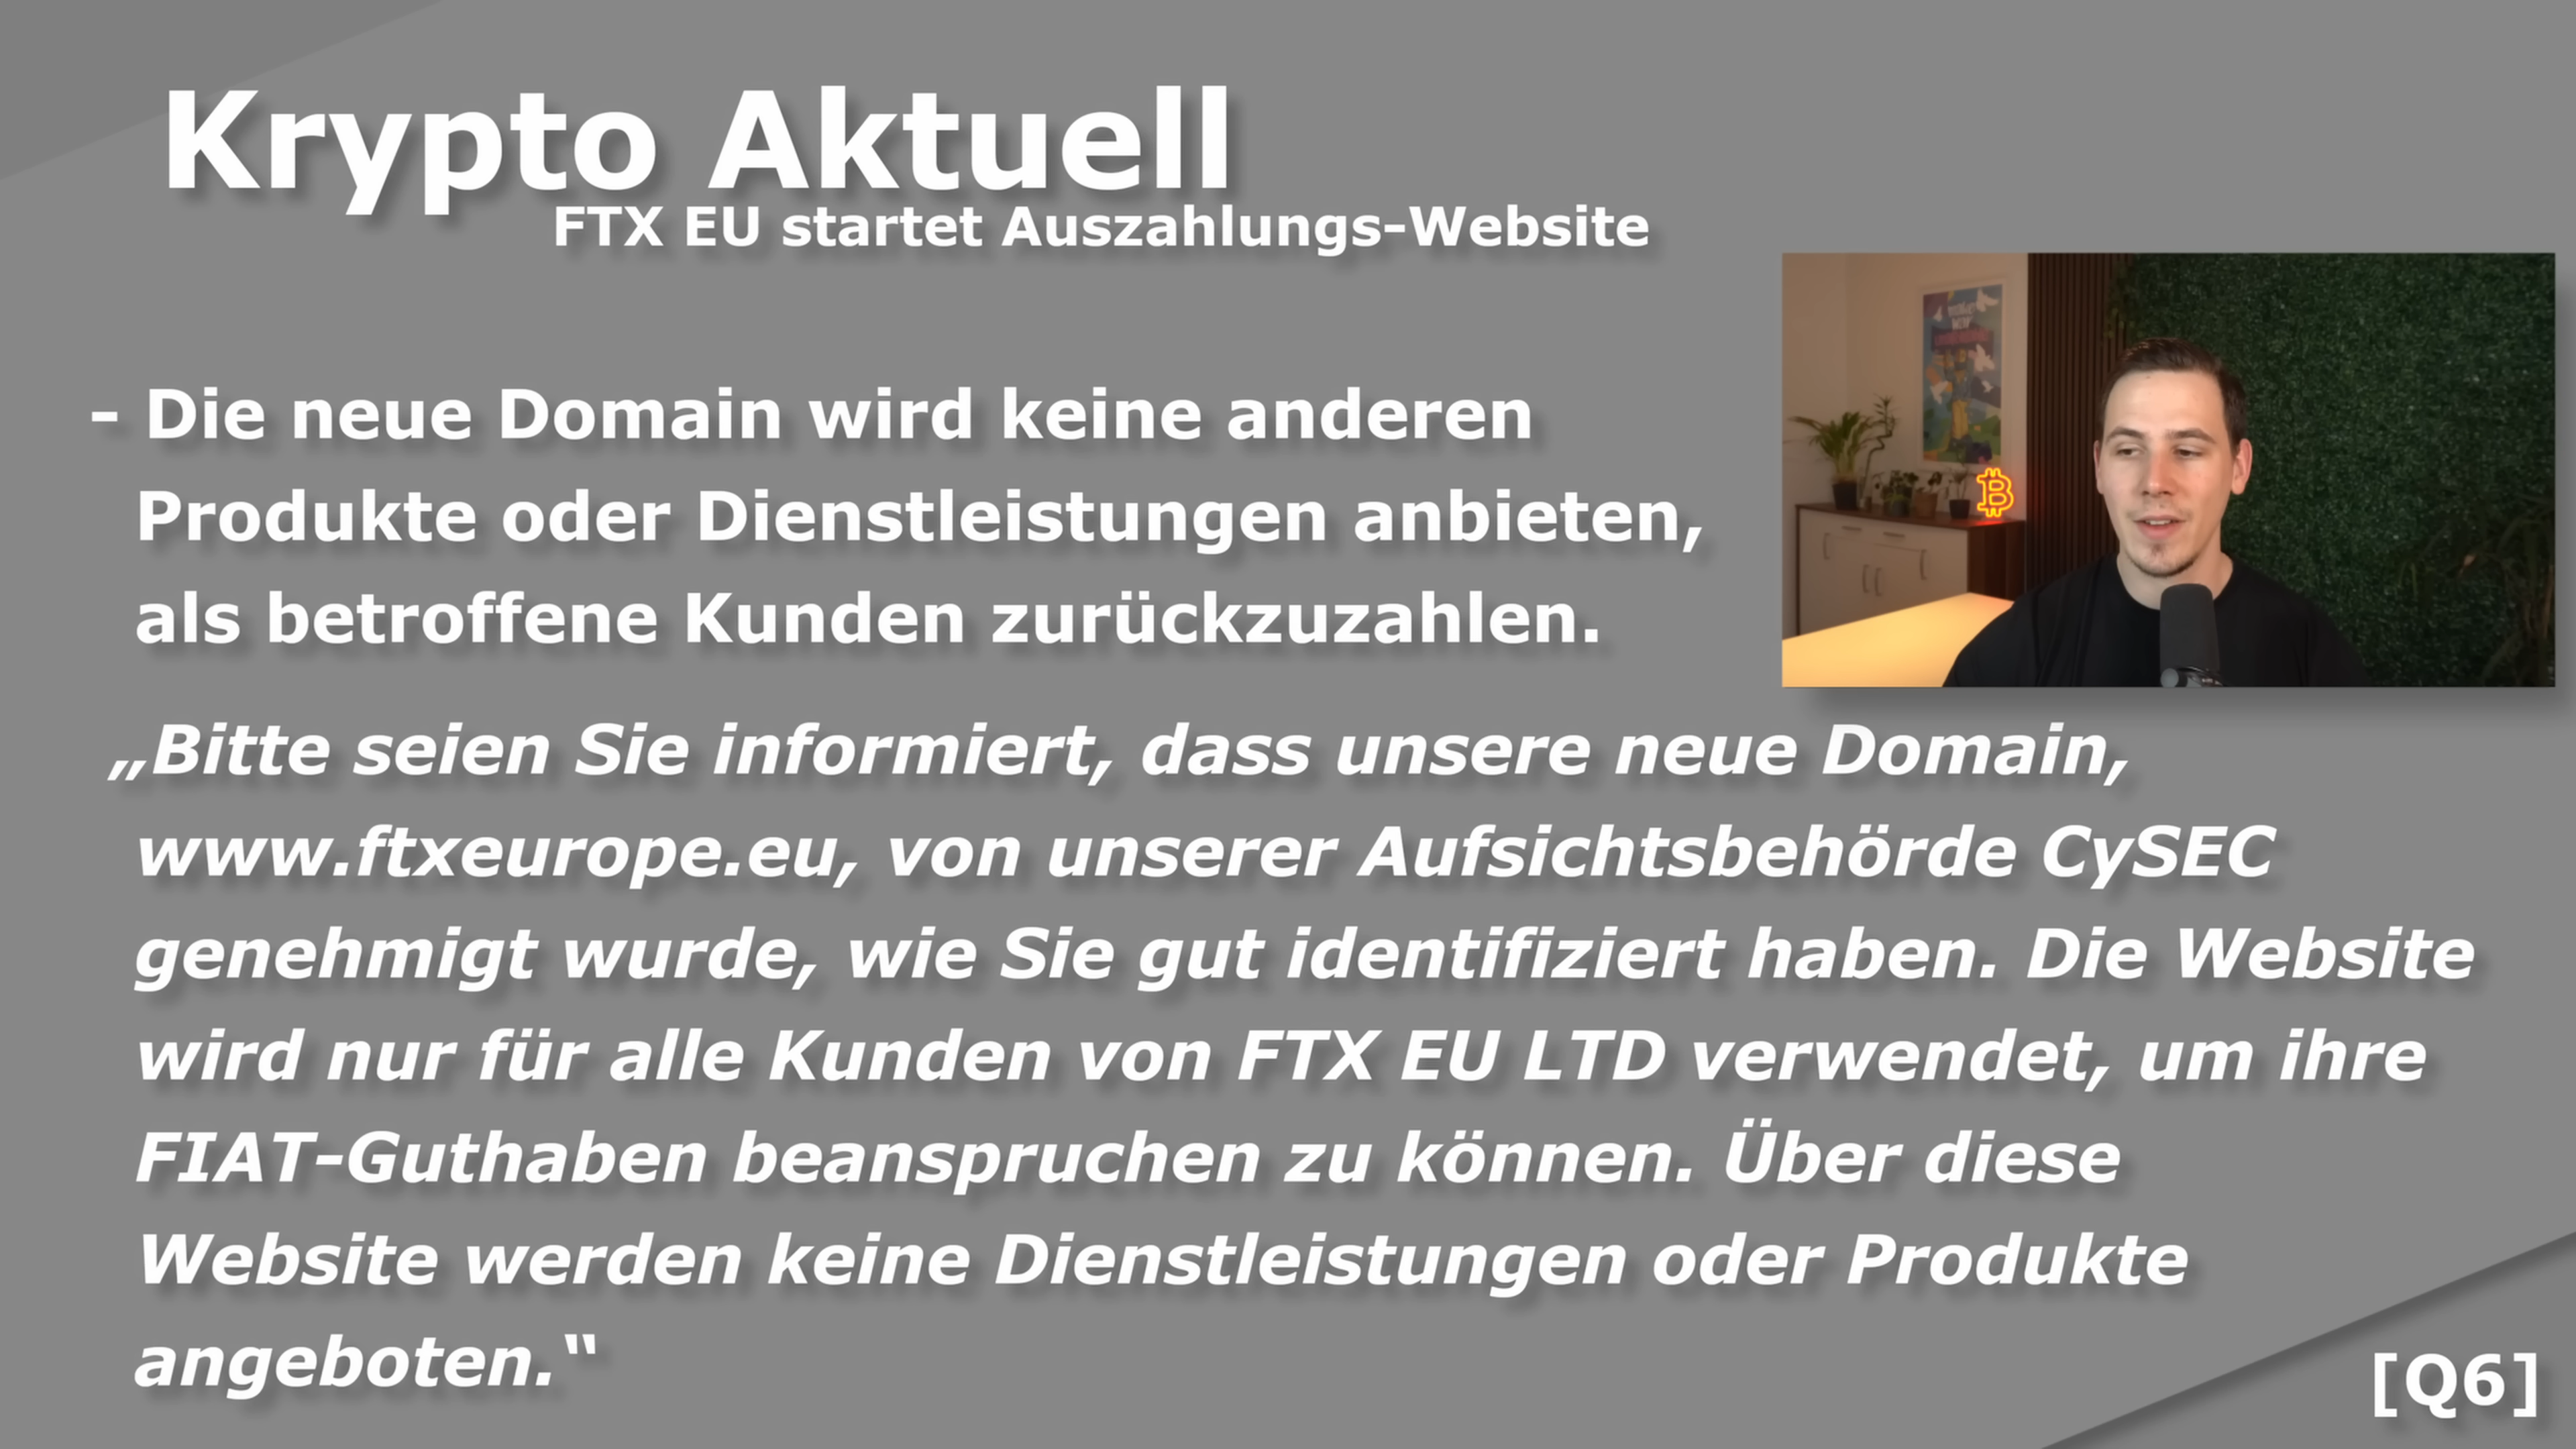 Krypto Aktuell
FTX EU startet Auszahlungs-Website
- Die neue Domain wird keine anderen
Produkte oder Dienstleistungen anbieten,
als betroffene Kunden zurückzuzahlen.
„Bitte seien Sie informiert, dass unsere neue Domain,
www.ftxeurope.eu, von unserer Aufsichtsbehörde CySEC
genehmigt wurde, wie Sie gut identifiziert haben. Die Website
wird nur für alle Kunden von FTX EU LTD verwendet, um ihre
FIAT-Guthaben beanspruchen zu können. Über diese
Website werden keine Dienstleistungen oder Produkte
angeboten.“
[Q6]